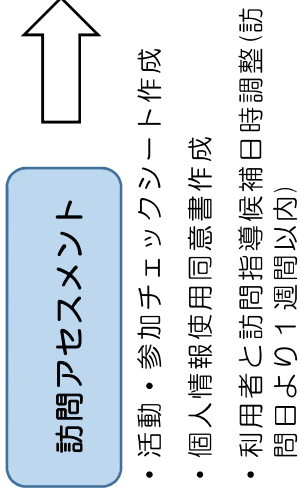 訪問アセスメント
・活動・参加チェックシート作成
・個人情報使用同意書作成
・利用者と訪問指導候補日時調整(訪
問日より1週間以内)